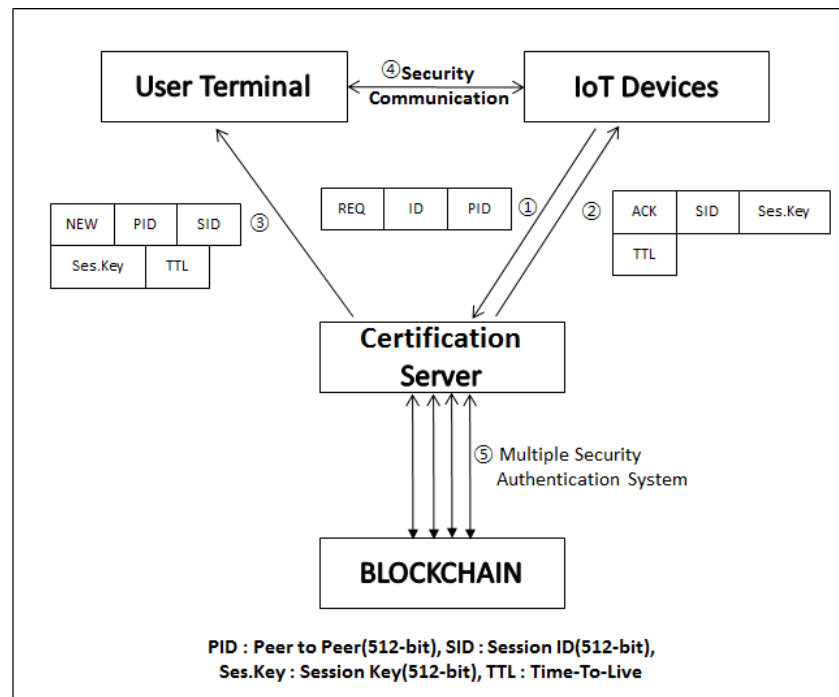 ④Security
Communication
User Terminal
IoT Devices
REQ ID PID ①
② ACK SID Ses.Key
TTL
NEW PID SID ③
Ses.Key TTL
Certification
Server
⑤ Multiple Security
Authentication System
BLOCKCHAIN
PID : Peer to Peer(512-bit), SID : Session ID(512-bit),
Ses.Key : Session Key(512-bit), TTL : Time-To-Live